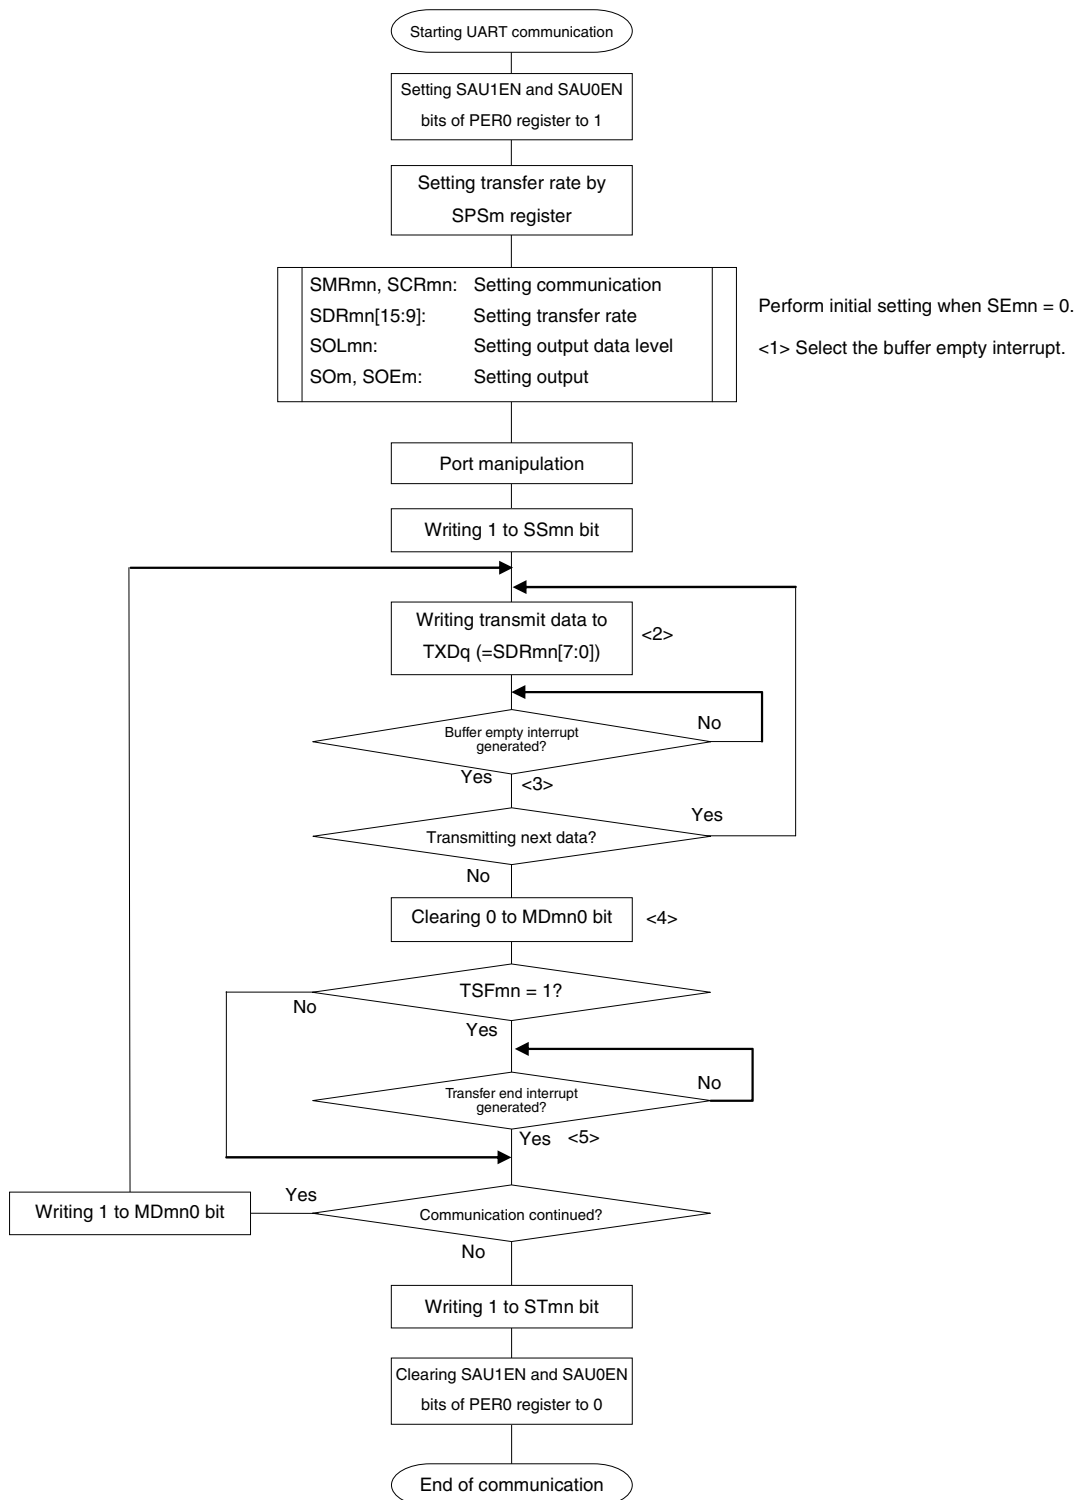 Starting UART communication
Setting SAU1EN and SAU0EN
bits of PER0 register to 1
Setting transfer rate by
SPSm register
SMRmn, SCRmn: Setting communication
SDRmn[15:9]: Setting transfer rate
SOLmn: Setting output data level
SOm, SOEm: Setting output
Perform initial setting when SEmn = 0.
<1> Select the buffer empty interrupt.
Port manipulation
Writing 1 to SSmn bit
Writing transmit data to
TXDq (=SDRmn[7:0])
<2>
Buffer empty interrupt
generated?
No
Yes
<3>
Transmitting next data?
Yes
No
Clearing 0 to MDmn0 bit
<4>
TSFmn = 1?
No
Yes
Transfer end interrupt
generated?
No
Yes
<5>
Communication continued?
Yes
Writing 1 to MDmn0 bit
No
Writing 1 to STmn bit
Clearing SAU1EN and SAU0EN
bits of PER0 register to 0
End of communication